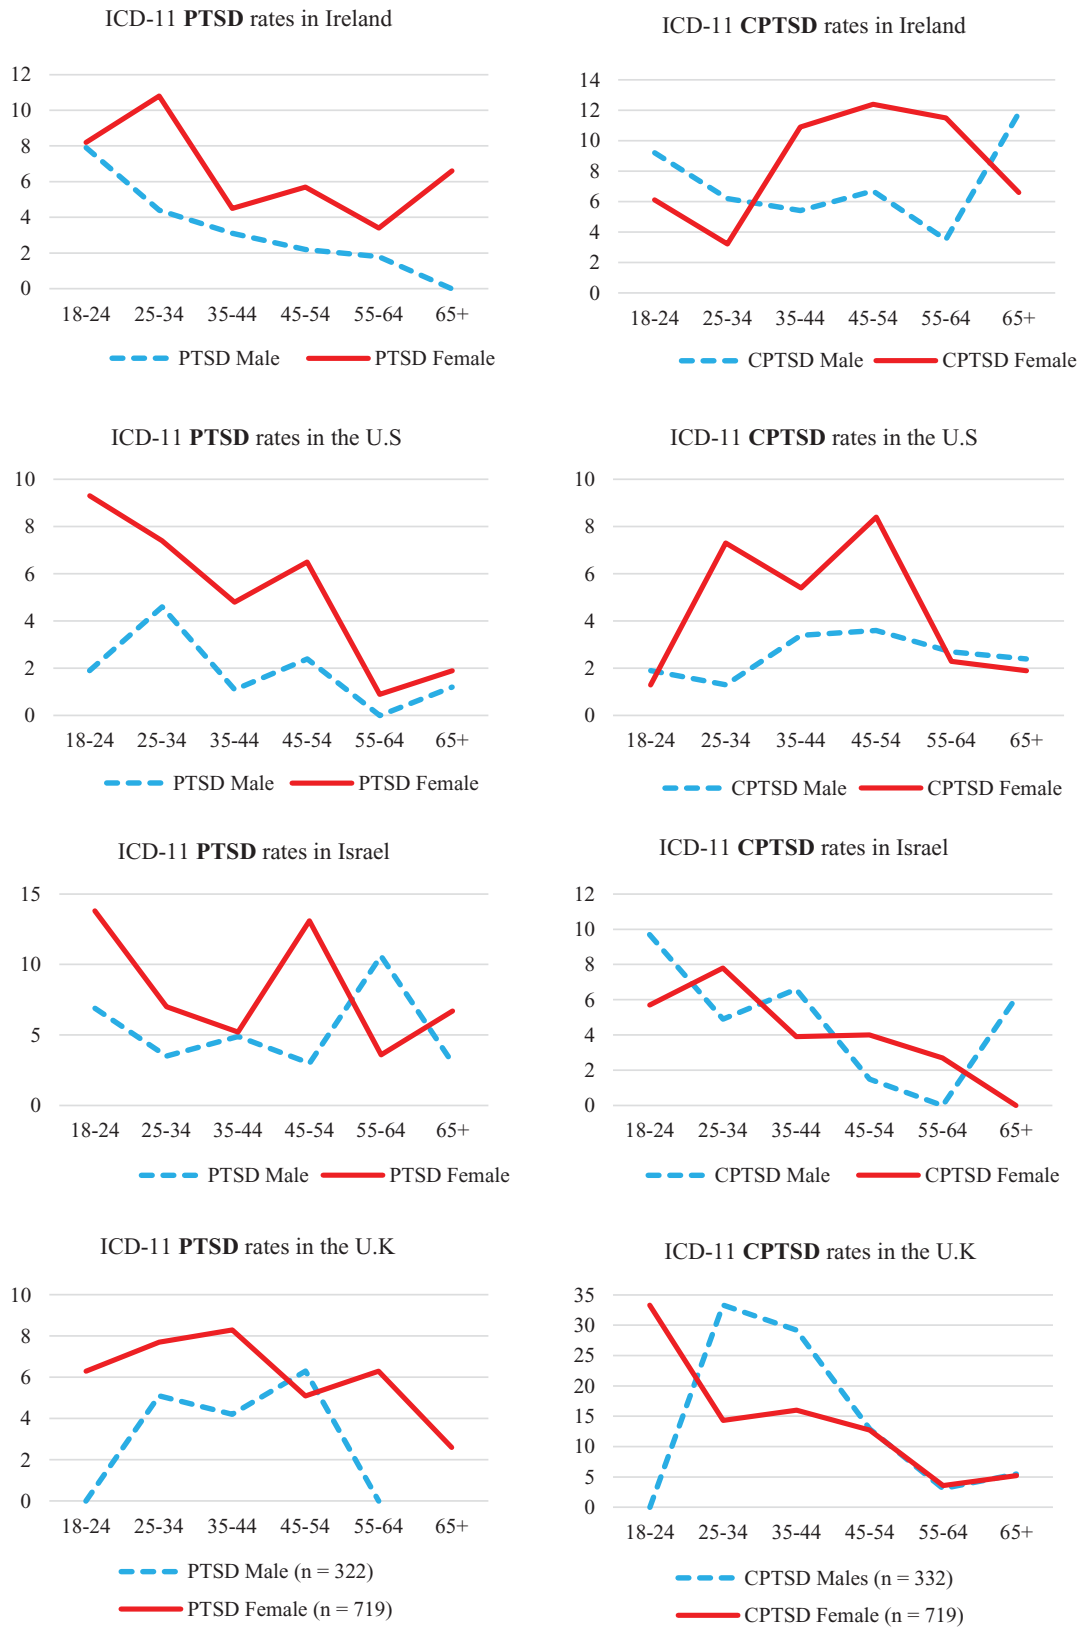 ICD-11 PTSD rates in Ireland
12
10
8
6
4
2
0
18-24 25-34 35-44 45-54 55-64 65+
PTSD Male PTSD Female
ICD-11 CPTSD rates in Ireland
14
12
10
8
6
4
2
0
18-24 25-34 35-44 45-54 55-64 65+
CPTSD Male CPTSD Female
ICD-11 PTSD rates in the U.S
10
8
6
4
2
0
18-24 25-34 35-44 45-54 55-64 65+
PTSD Male PTSD Female
ICD-11 CPTSD rates in the U.S
10
8
6
4
2
0
18-24 25-34 35-44 45-54 55-64 65+
CPTSD Male CPTSD Female
ICD-11 PTSD rates in Israel
15
10
5
0
18-24 25-34 35-44 45-54 55-64 65+
PTSD Male PTSD Female
ICD-11 CPTSD rates in Israel
12
10
8
6
4
2
0
18-24 25-34 35-44 45-54 55-64 65+
CPTSD Male CPTSD Female
ICD-11 PTSD rates in the U.K
10
8
6
4
2
0
18-24 25-34 35-44 45-54 55-64 65+
PTSD Male (n = 322)
PTSD Female (n = 719)
ICD-11 CPTSD rates in the U.K
35
30
25
20
15
10
5
0
18-24 25-34 35-44 45-54 55-64 65+
CPTSD Males (n = 332)
CPTSD Female (n = 719)